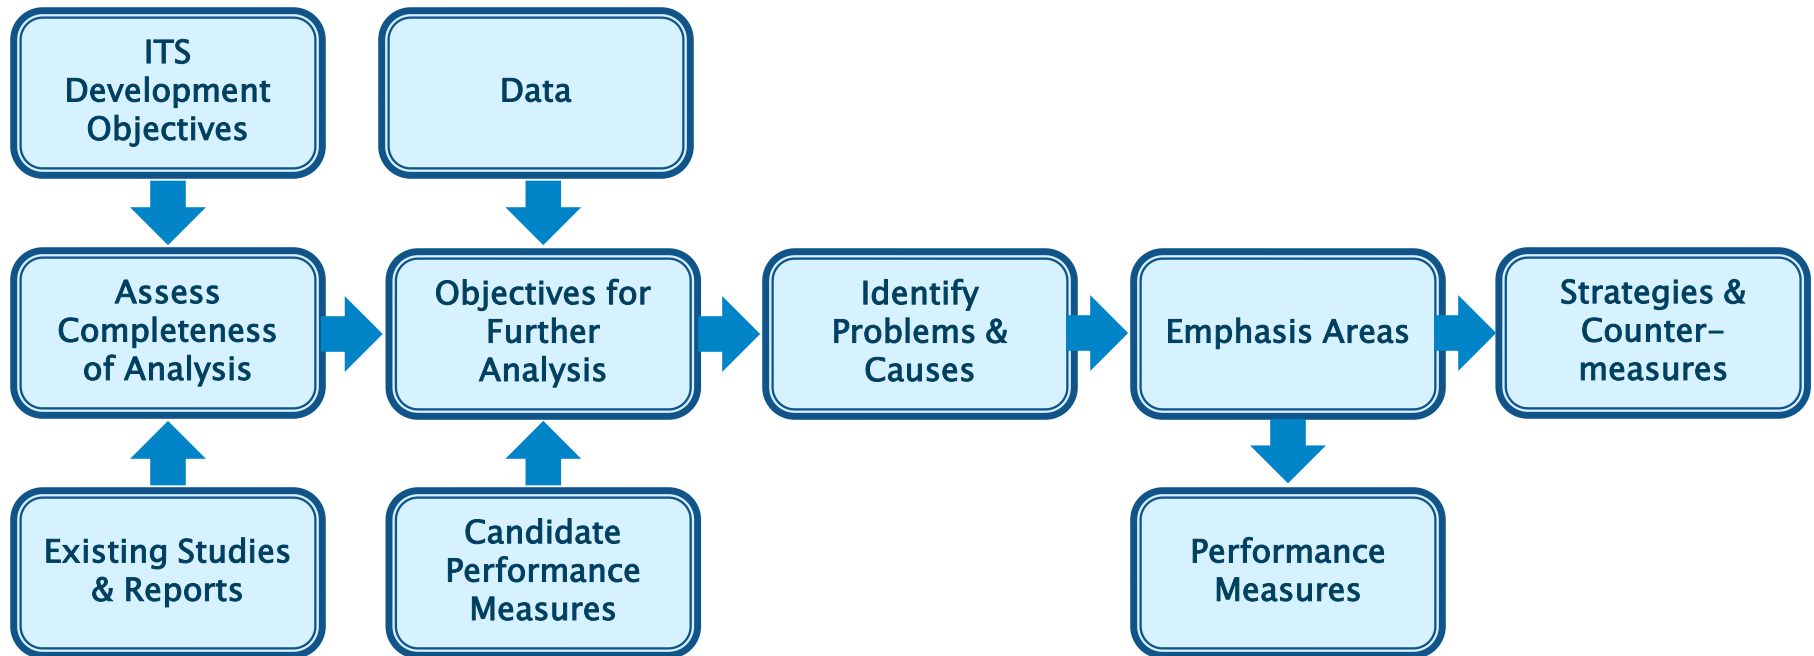 ITS
Development
Objectives
Data
Assess
Completeness
of Analysis
Objectives for
Further
Analysis
Identify
Problems &
Causes
Emphasis Areas
Strategies &
Counter-
measures
Existing Studies
& Reports
Candidate
Performance
Measures
Performance
Measures